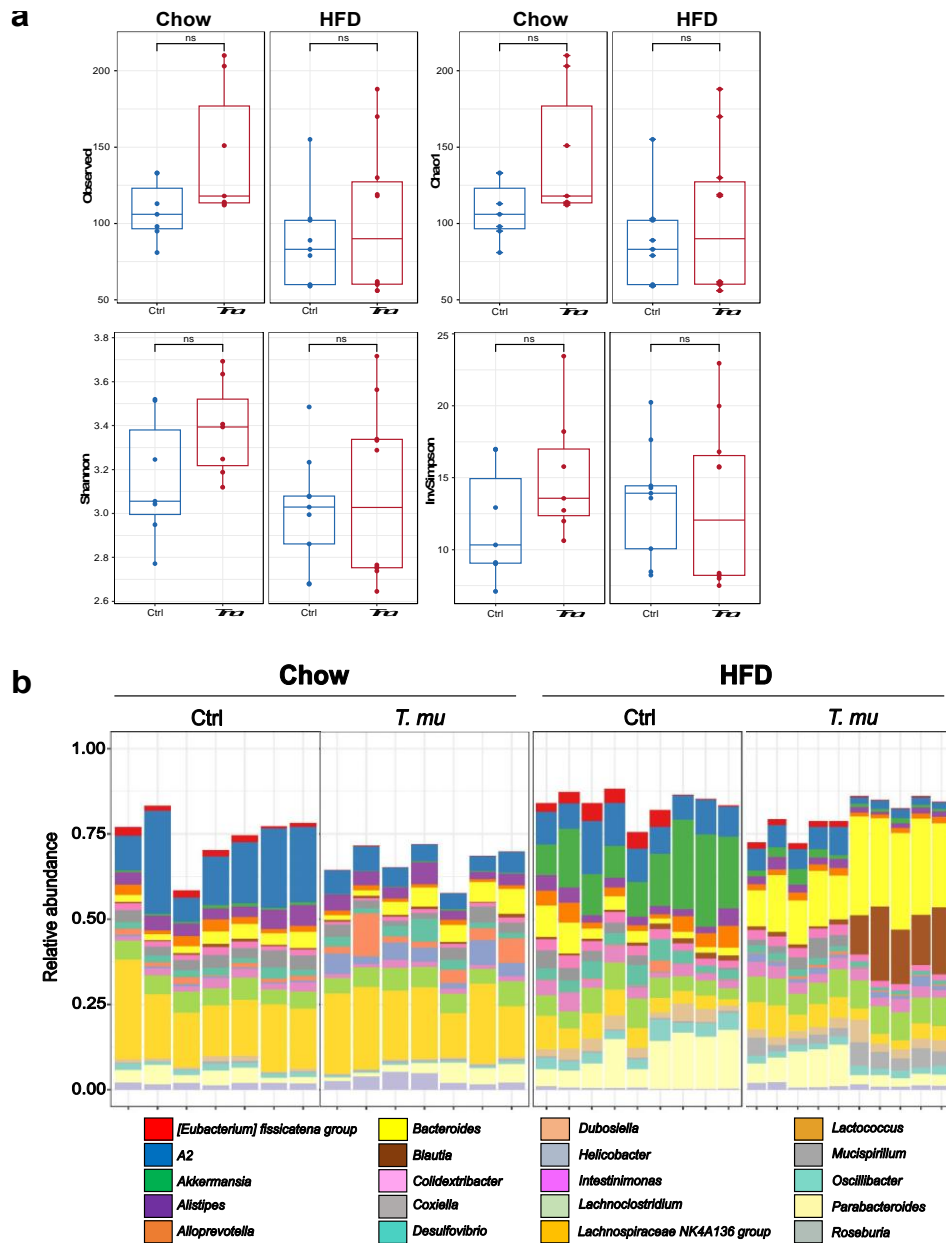 a
Chow HFD Chow HFD
ns ns ns ns
200
150
100
50
Observed
Chao1
Ctrl Ctrl Ctrl Ctrl
ns ns ns ns
3.8
3.6
3.4
3.2
3.0
2.8
2.6
Shannon
25
20
15
10
InvSimpson
Ctrl Ctrl Ctrl Ctrl
b
Chow HFD
Ctrl T. mu Ctrl T. mu
1.00
0.75
0.50
0.25
0.00
Relative abundance
[Eubacterium] fissicatena group Bacteroides Dubosiella Lactococcus
A2 Blautia Helicobacter Mucispirillum
Akkermansia Colidextribacter Intestinimonas Oscillibacter
Alistipes Coxiella Lachnoclostridium Parabacteroides
Alloprevotella Desulfovibrio Lachnospiraceae NK4A136 group Roseburia